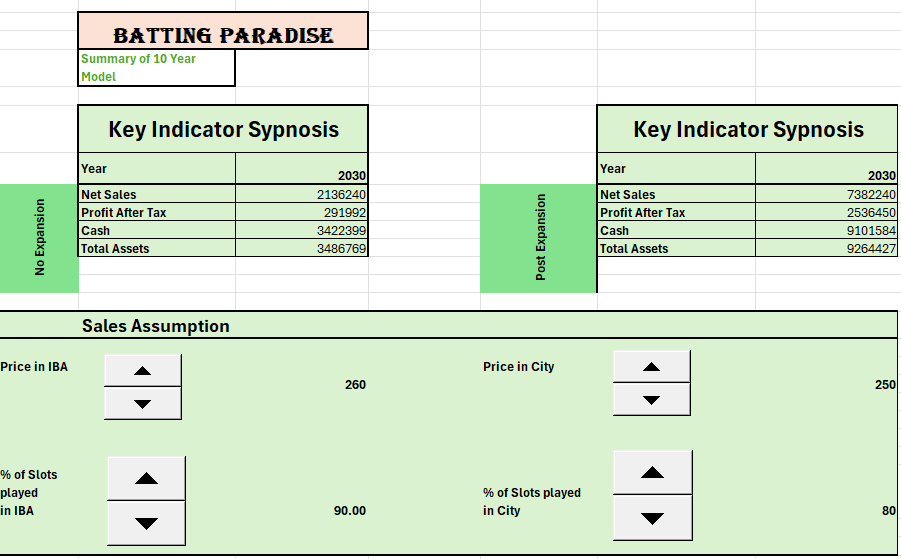 BATTING PARADISE
Summary of 10 Year
Model
Key Indicator Sypnosis
Year 2030
No Expansion
Net Sales 2136240
Profit After Tax 291992
Cash 3422399
Total Assets 3486769
Key Indicator Sypnosis
Year 2030
Post Expansion
Net Sales 7382240
Profit After Tax 2536450
Cash 9101584
Total Assets 9264427
Sales Assumption
Price in IBA 260
Price in City 250
% of Slots
played
in IBA 90.00
% of Slots played
in City 80